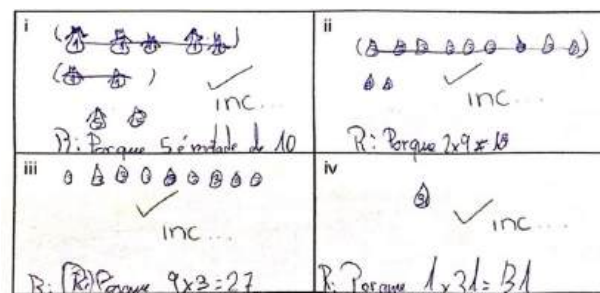 i
inc...
R: Porque 5 é metade de 10
ii
inc...
R: Porque 2x9=18
iii
inc...
R: (R:) Porque 9x3=27
iv
3
inc...
R: Porque 1x31=31